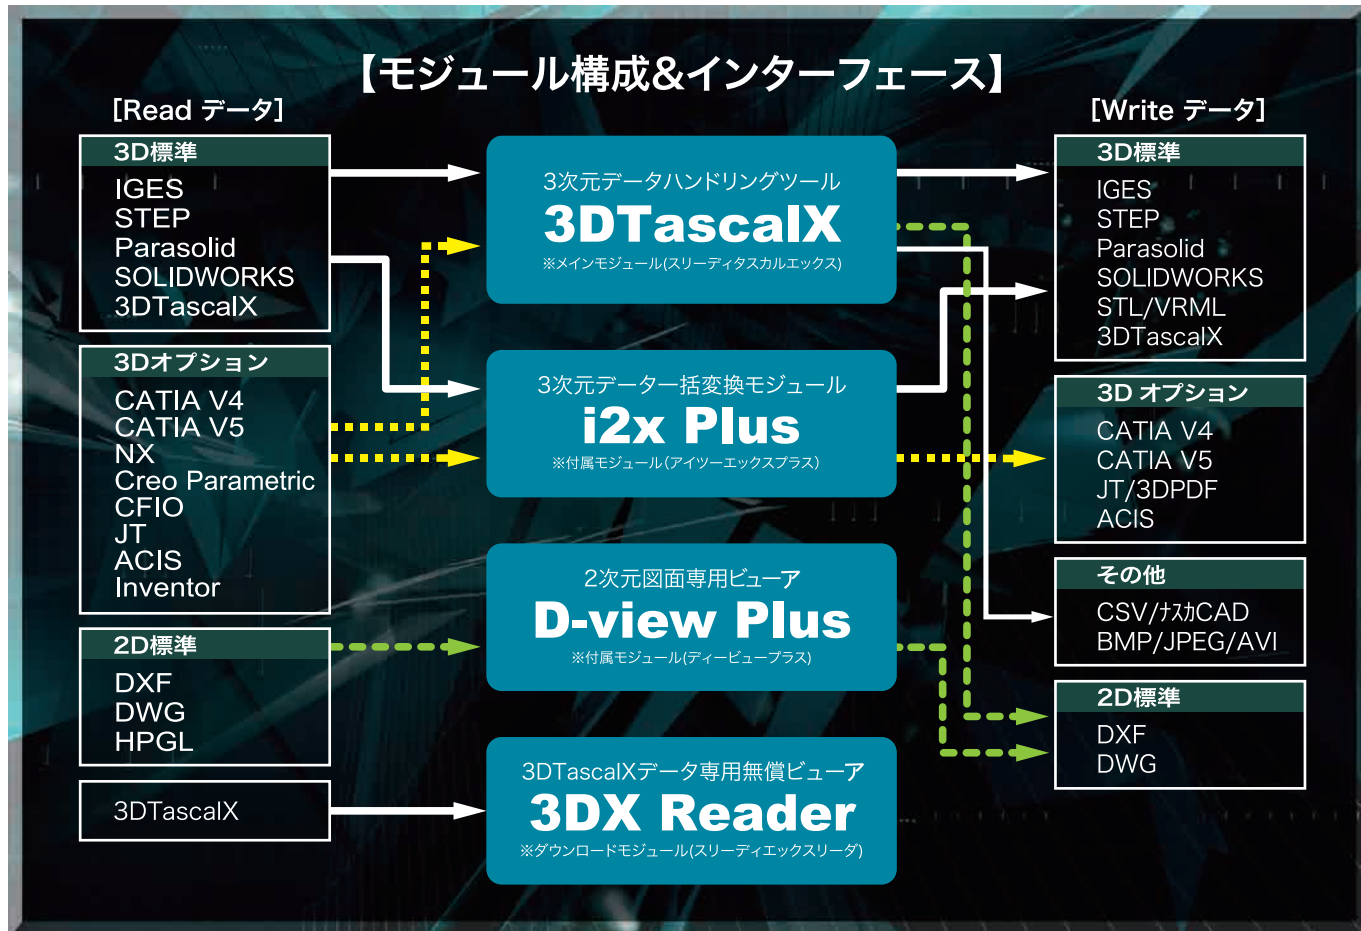 【モジュール構成&インターフェース】
[Read データ]
3D標準
IGES
STEP
Parasolid
SOLIDWORKS
3DTascalX
3Dオプション
CATIA V4
CATIA V5
NX
Creo Parametric
CFIO
JT
ACIS
Inventor
2D標準
DXF
DWG
HPGL
3DTascalX
3次元データハンドリングツール
3DTascalX
※メインモジュール(スリーディタスカルエックス)
3次元データ一括変換モジュール
i2x Plus
※付属モジュール(アイツーエックスプラス)
2次元図面専用ビューア
D-view Plus
※付属モジュール(ディービュープラス)
3DTascalXデータ専用無償ビューア
3DX Reader
※ダウンロードモジュール(スリーディエックスリーダ)
[Write データ]
3D標準
IGES
STEP
Parasolid
SOLIDWORKS
STL/VRML
3DTascalX
3D オプション
CATIA V4
CATIA V5
JT/3DPDF
ACIS
その他
CSV/ﾅｽｶCAD
BMP/JPEG/AVI
2D標準
DXF
DWG